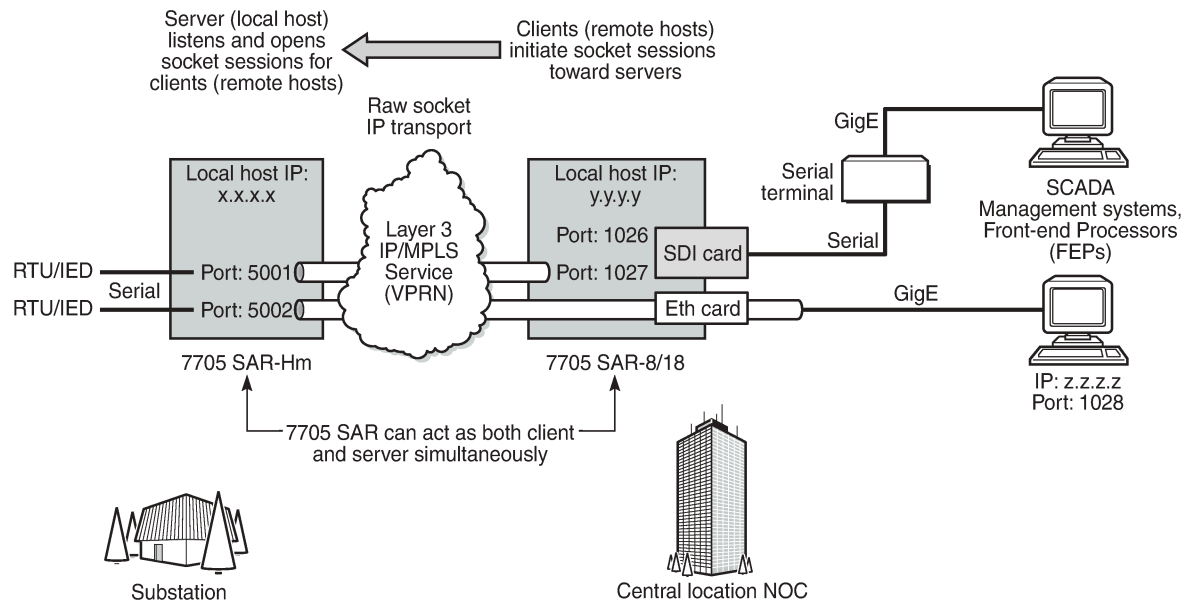 Server (local host)
listens and opens
socket sessions for
clients (remote hosts)
Clients (remote hosts)
initiate socket sessions
toward servers
Raw socket
IP transport
GigE
Serial
terminal
Serial
SCADA
Management systems,
Front-end Processors
(FEPs)
Local host IP:
x.x.x.x
Local host IP:
y.y.y.y
Layer 3
IP/MPLS
Service
(VPRN)
Port: 1026
Port: 1027
SDI card
RTU/IED
Port: 5001
Serial
RTU/IED
Port: 5002
Eth card
GigE
7705 SAR-Hm
7705 SAR-8/18
IP: z.z.z.z
Port: 1028
7705 SAR can act as both client
and server simultaneously
Substation
Central location NOC